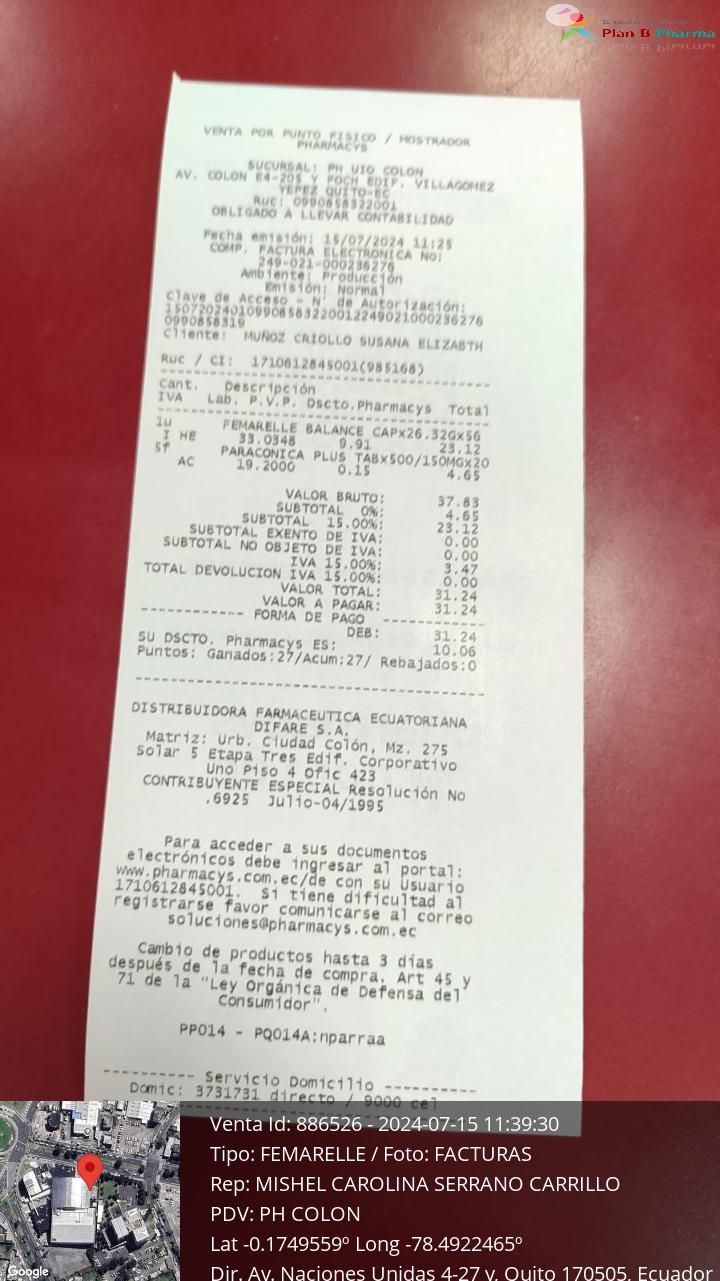 Su solucion
Plan B Pharma
VENTA POR PUNTO FISICO / MOSTRADOR
PHARMACYS
SUCURSAL: PH UIO COLON
AV. COLON E4-205 Y FOCH EDIF. VILLAGOMEZ
YEPEZ QUITO-EC
Ruc: 0990858322001
OBLIGADO A LLEVAR CONTABILIDAD
Fecha emisión: 15/07/2024 11:25
COMP. FACTURA ELECTRONICA No:
249-021-000236276
Ambiente: Producción
Emisión: Normal
Clave de Acceso - N° de Autorización:
150720240109908583220012249021000236276
0990858319
Cliente: MUÑOZ CRIOLLO SUSANA ELIZABTH
Ruc / CI: 1710612845001(985168)
Cant. Descripción
IVA Lab. P.V.P. Dscto.Pharmacys Total
1u FEMARELLE BALANCE CAPx26.32Gx56
I HE 33.0348 9.91 23.12
5f PARACONICA PLUS TABx500/150MGx20
AC 19.2000 0.15 4.65
VALOR BRUTO: 37.83
SUBTOTAL 0%: 4.65
SUBTOTAL 15.00%: 23.12
SUBTOTAL EXENTO DE IVA: 0.00
SUBTOTAL NO OBJETO DE IVA: 0.00
IVA 15.00%: 3.47
TOTAL DEVOLUCION IVA 15.00%: 0.00
VALOR TOTAL: 31.24
VALOR A PAGAR: 31.24
----------- FORMA DE PAGO -----------
DEB: 31.24
SU DSCTO. Pharmacys ES: 10.06
Puntos: Ganados:27/Acum:27/ Rebajados:0
DISTRIBUIDORA FARMACEUTICA ECUATORIANA
DIFARE S.A.
Matriz: Urb. Ciudad Colón, Mz. 275
Solar 5 Etapa Tres Edif. Corporativo
Uno Piso 4 Ofic 423
CONTRIBUYENTE ESPECIAL Resolución No
.6925 Julio-04/1995
Para acceder a sus documentos
electrónicos debe ingresar al portal:
www.pharmacys.com.ec/de con su usuario
1710612845001. Si tiene dificultad al
registrarse favor comunicarse al correo
soluciones@pharmacys.com.ec
Cambio de productos hasta 3 días
después de la fecha de compra. Art 45 y
71 de la "Ley Orgánica de Defensa del
Consumidor".
PP014 - PQ014A:nparraa
---------- Servicio Domicilio ----------
Domic: 3731731 directo / 9000 cel
Venta Id: 886526 - 2024-07-15 11:39:30
Tipo: FEMARELLE / Foto: FACTURAS
Rep: MISHEL CAROLINA SERRANO CARRILLO
PDV: PH COLON
Lat -0.1749559º Long -78.4922465º
Dir. Av. Naciones Unidas 4-27 y, Quito 170505, Ecuador
Google